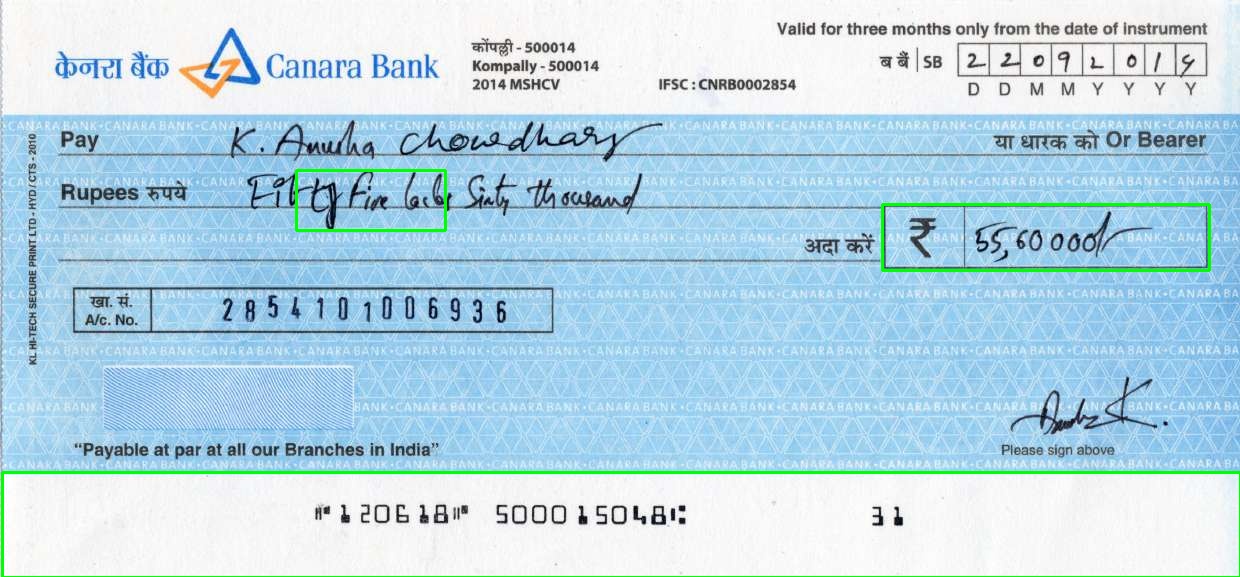 Valid for three months only from the date of instrument
केनरा बैंक Canara Bank
कोंपल्ली - 500014
Kompally - 500014
2014 MSHCV
IFSC : CNRB0002854
ब बैं SB 2 2 0 9 2 0 1 4
D D M M Y Y Y Y
Pay K. Anusha Chowdhary या धारक को Or Bearer
Rupees रुपये Fifty Five lacks Sixty thousand
अदा करें ₹ 55,60000/-
खा. सं.
A/c. No. 2854101006936
KL HI-TECH SECURE PRINT LTD - HYD / CTS - 2010
"Payable at par at all our Branches in India"
Please sign above
⑈120618⑈ 500015048⑆ 31